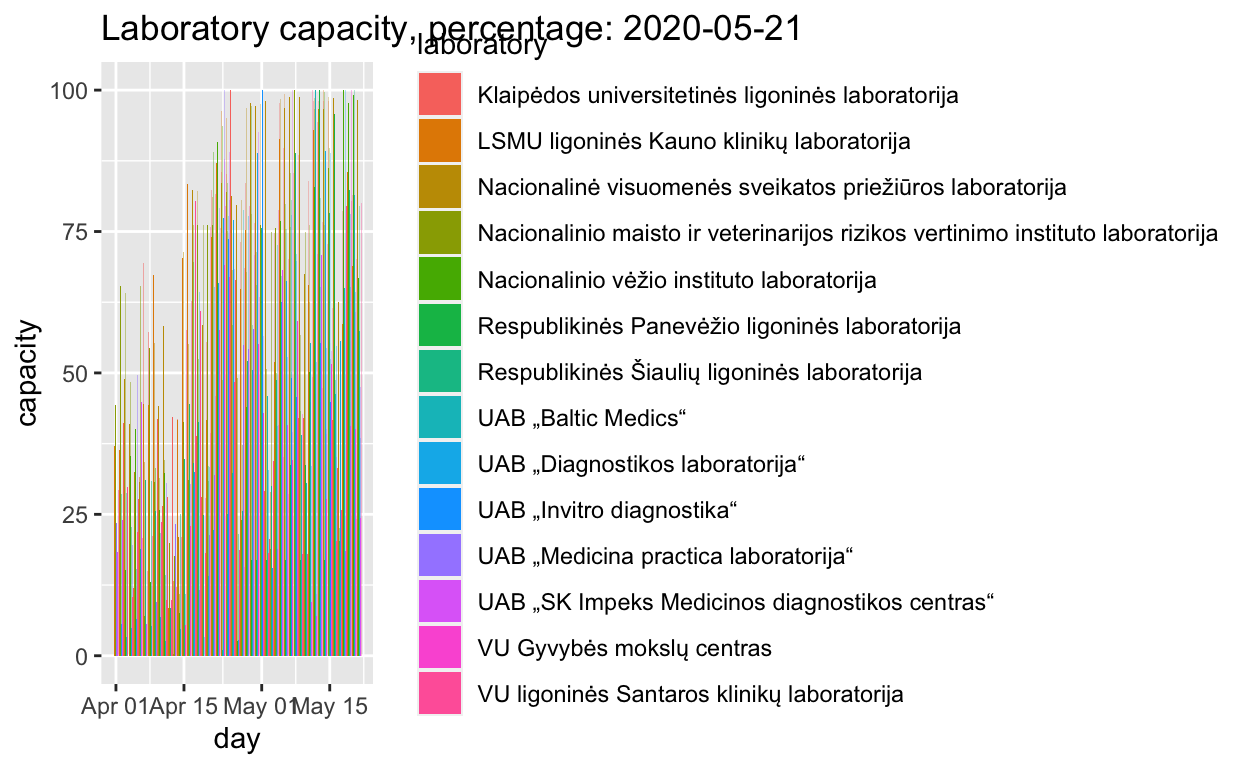 Laboratory capacity, percentage: 2020-05-21
laboratory
100
75
50
25
0
capacity
Apr 01
Apr 15
May 01
May 15
day
Klaipėdos universitetinės ligoninės laboratorija
LSMU ligoninės Kauno klinikų laboratorija
Nacionalinė visuomenės sveikatos priežiūros laboratorija
Nacionalinio maisto ir veterinarijos rizikos vertinimo instituto laboratorija
Nacionalinio vėžio instituto laboratorija
Respublikinės Panevėžio ligoninės laboratorija
Respublikinės Šiaulių ligoninės laboratorija
UAB „Baltic Medics“
UAB „Diagnostikos laboratorija“
UAB „Invitro diagnostika“
UAB „Medicina practica laboratorija“
UAB „SK Impeks Medicinos diagnostikos centras“
VU Gyvybės mokslų centras
VU ligoninės Santaros klinikų laboratorija